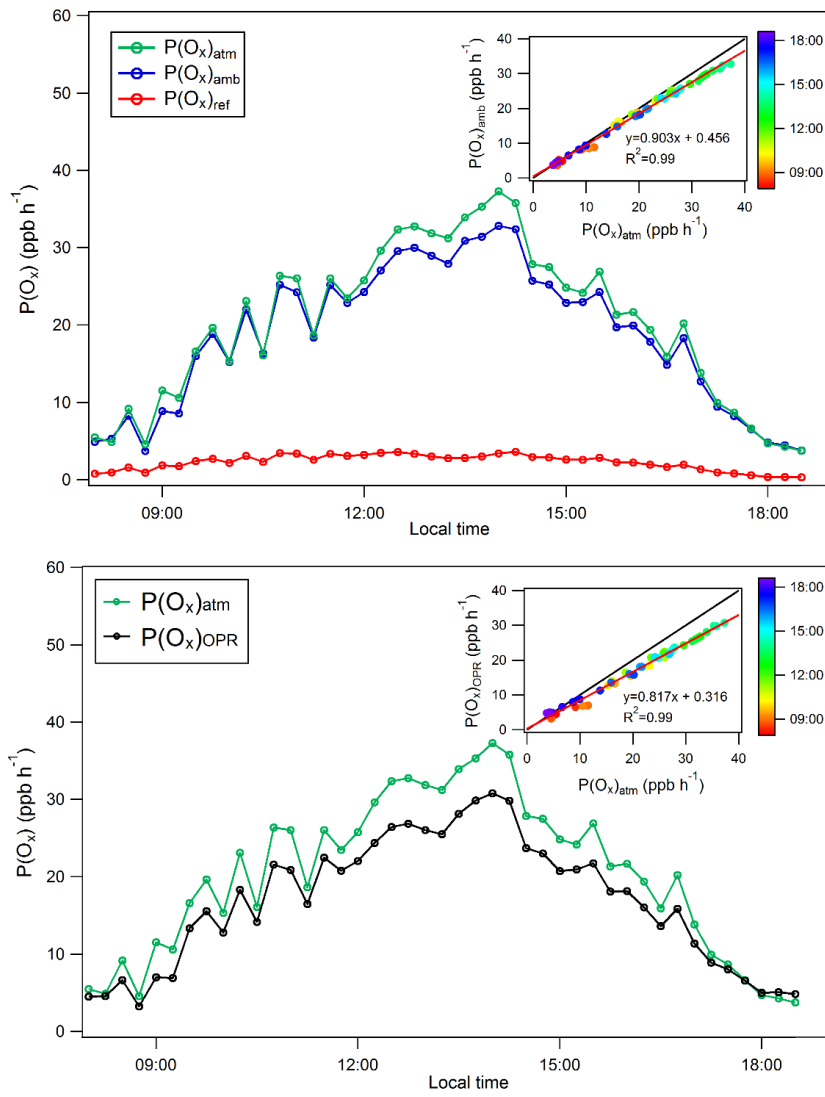 60
50
40
30
20
10
0
P(Oₓ) (ppb h⁻¹)
P(Oₓ)atm
P(Oₓ)amb
P(Oₓ)ref
40
30
20
10
0
P(Oₓ)amb (ppb h⁻¹)
y=0.903x + 0.456
R²=0.99
0 10 20 30 40
P(Oₓ)atm (ppb h⁻¹)
18:00
15:00
12:00
09:00
09:00 12:00 15:00 18:00
Local time
60
50
40
30
20
10
0
P(Oₓ) (ppb h⁻¹)
P(Oₓ)atm
P(Oₓ)OPR
40
30
20
10
0
P(Oₓ)OPR (ppb h⁻¹)
y=0.817x + 0.316
R²=0.99
0 10 20 30 40
P(Oₓ)atm (ppb h⁻¹)
18:00
15:00
12:00
09:00
09:00 12:00 15:00 18:00
Local time